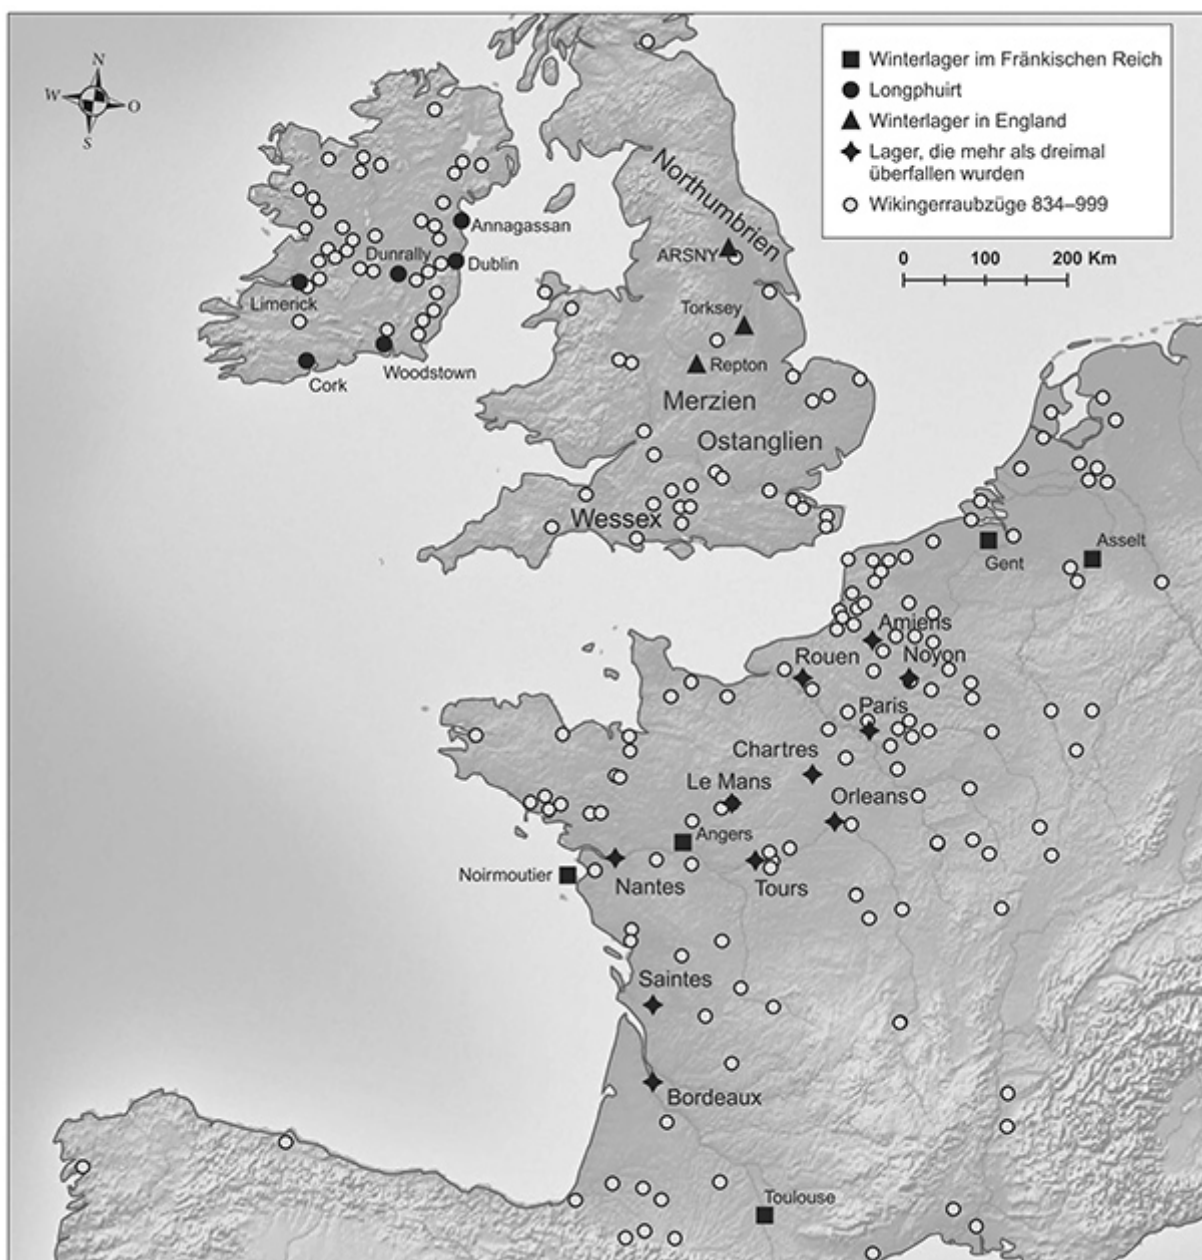 N
W
O
S
Winterlager im Fränkischen Reich
Longphuirt
Winterlager in England
Lager, die mehr als dreimal
überfallen wurden
Wikingerraubzüge 834–999
0 100 200 Km
Northumbrien
Annagassan
ARSNY
Dunrally
Dublin
Limerick
Torksey
Repton
Cork
Woodstown
Merzien
Ostanglien
Wessex
Gent
Asselt
Amiens
Rouen
Noyon
Paris
Chartres
Le Mans
Orleans
Angers
Noirmoutier
Nantes
Tours
Saintes
Bordeaux
Toulouse